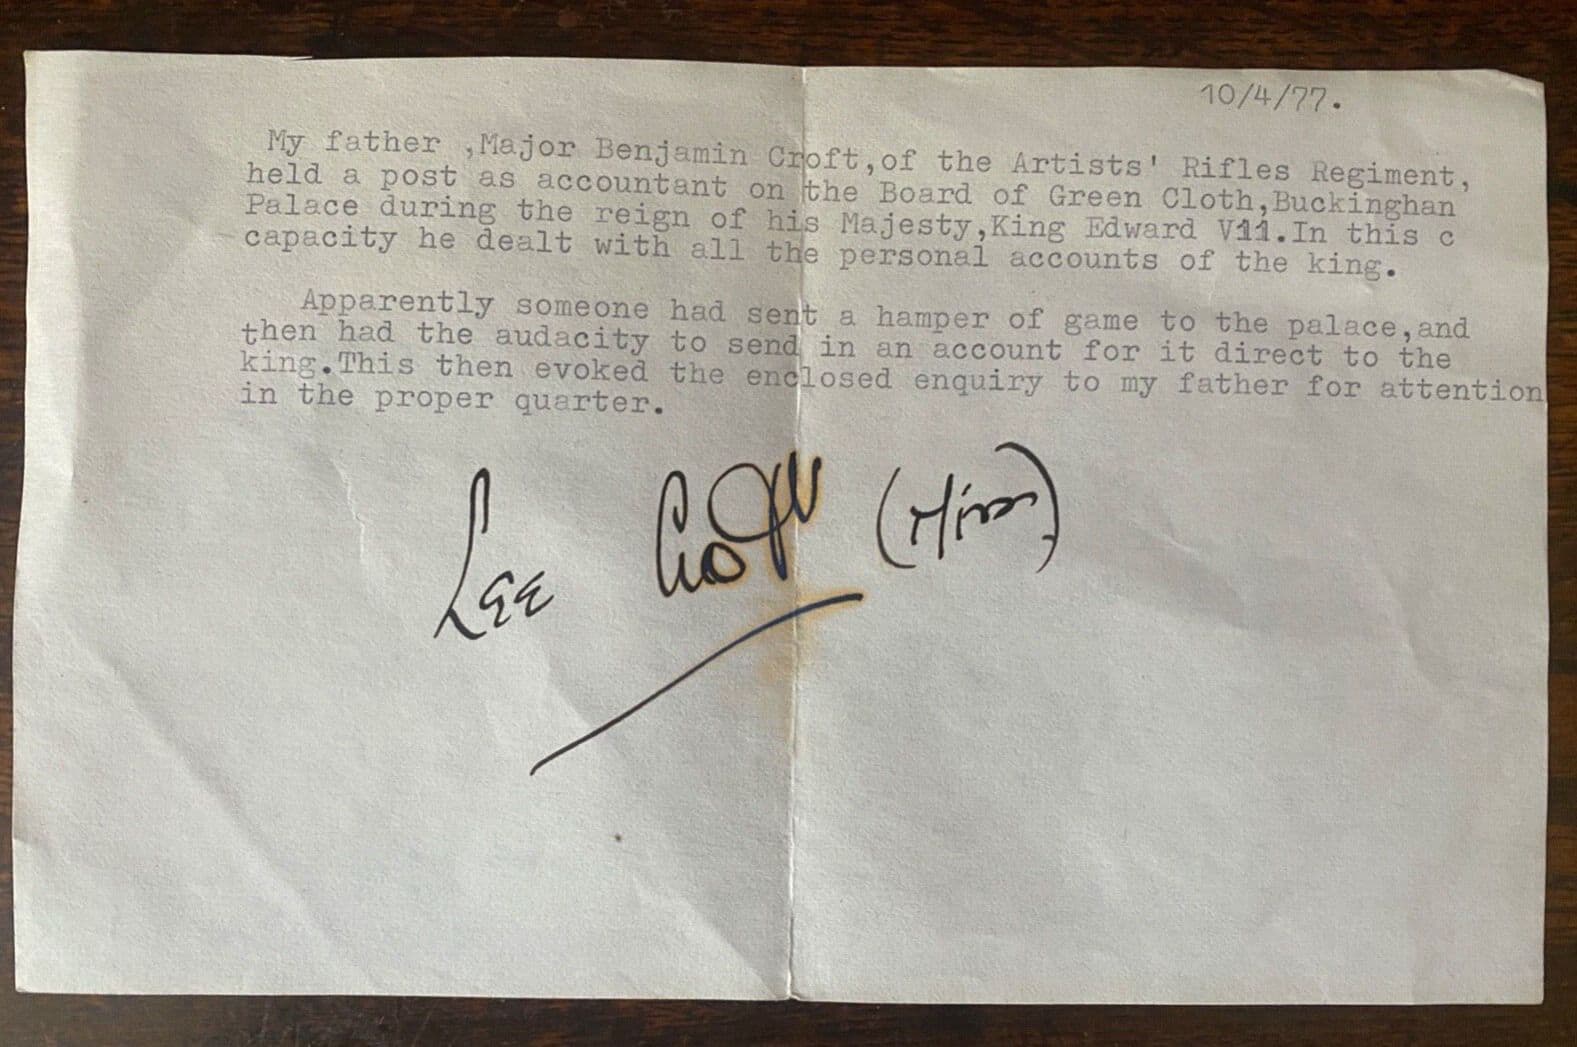 10/4/77.
My father ,Major Benjamin Croft,of the Artists' Rifles Regiment,
held a post as accountant on the Board of Green Cloth,Buckinghan
Palace during the reign of his Majesty,King Edward V11.In this c
capacity he dealt with all the personal accounts of the king.
Apparently someone had sent a hamper of game to the palace,and
then had the audacity to send in an account for it direct to the
king.This then evoked the enclosed enquiry to my father for attention
in the proper quarter.
Lee Croft (Miss)